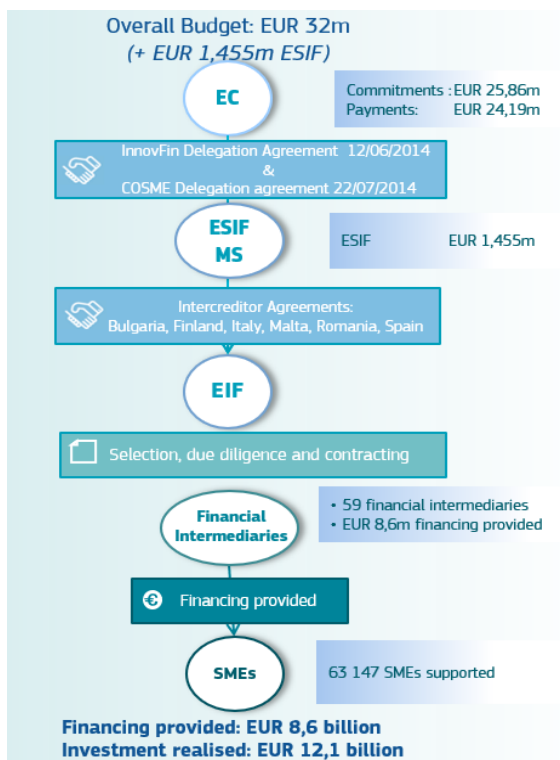 Overall Budget: EUR 32m
(+ EUR 1,455m ESIF)
EC
Commitments : EUR 25,86m
Payments: EUR 24,19m
InnovFin Delegation Agreement 12/06/2014
&
COSME Delegation agreement 22/07/2014
ESIF
MS
ESIF EUR 1,455m
Intercreditor Agreements:
Bulgaria, Finland, Italy, Malta, Romania, Spain
EIF
Selection, due diligence and contracting
Financial
Intermediaries
• 59 financial intermediaries
• EUR 8,6m financing provided
€ Financing provided
SMEs
63 147 SMEs supported
Financing provided: EUR 8,6 billion
Investment realised: EUR 12,1 billion